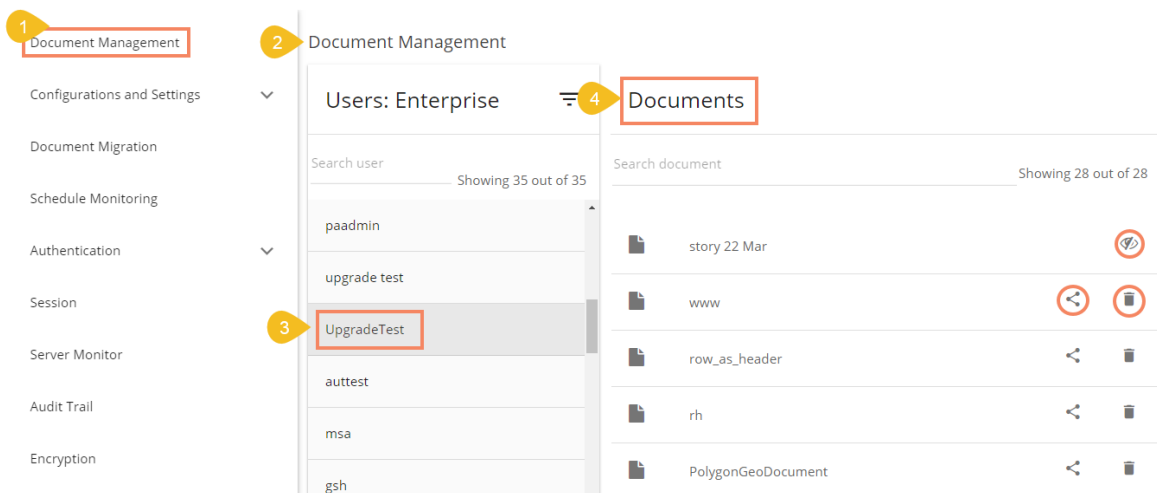 1
Document Management
Configurations and Settings
Document Migration
Schedule Monitoring
Authentication
Session
Server Monitor
Audit Trail
Encryption
2
Document Management
Users: Enterprise
Search user
Showing 35 out of 35
paadmin
upgrade test
3
UpgradeTest
auttest
msa
gsh
4
Documents
Search document
Showing 28 out of 28
story 22 Mar
www
row_as_header
rh
PolygonGeoDocument